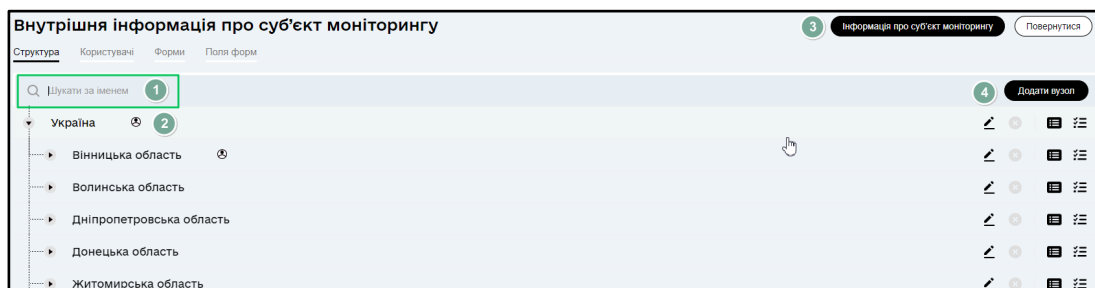 Внутрішня інформація про суб’єкт моніторингу
3 Інформація про суб'єкт моніторингу Повернутися
Структура Користувачі Форми Поля форм
Шукати за іменем 1
4 Додати вузол
Україна 2
Вінницька область
Волинська область
Дніпропетровська область
Донецька область
Житомирська область